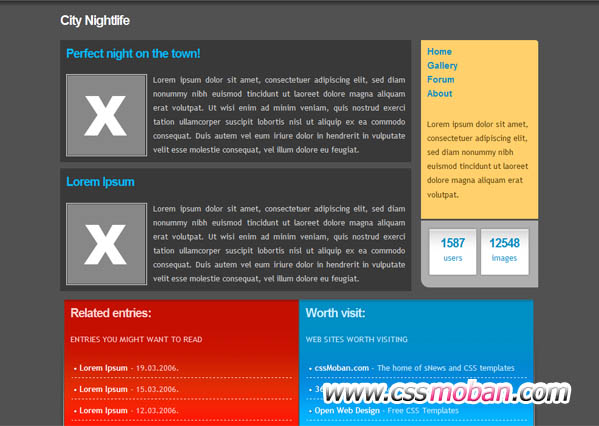 City Nightlife
Perfect night on the town!
X
Lorem ipsum dolor sit amet, consectetuer adipiscing elit, sed diam
nonummy nibh euismod tincidunt ut laoreet dolore magna aliquam
erat volutpat. Ut wisi enim ad minim veniam, quis nostrud exerci
tation ullamcorper suscipit lobortis nisl ut aliquip ex ea commodo
consequat. Duis autem vel eum iriure dolor in hendrerit in vulputate
velit esse molestie consequat, vel illum dolore eu feugiat.
Lorem Ipsum
X
Lorem ipsum dolor sit amet, consectetuer adipiscing elit, sed diam
nonummy nibh euismod tincidunt ut laoreet dolore magna aliquam
erat volutpat. Ut wisi enim ad minim veniam, quis nostrud exerci
tation ullamcorper suscipit lobortis nisl ut aliquip ex ea commodo
consequat. Duis autem vel eum iriure dolor in hendrerit in vulputate
velit esse molestie consequat, vel illum dolore eu feugiat.
Home
Gallery
Forum
About
Lorem ipsum dolor sit amet,
consectetuer adipiscing elit,
sed diam nonummy nibh
euismod tincidunt ut laoreet
dolore magna aliquam erat
volutpat.
1587
users
12548
images
Related entries:
ENTRIES YOU MIGHT WANT TO READ
• Lorem Ipsum - 19.03.2006.
• Lorem Ipsum - 15.03.2006.
• Lorem Ipsum - 12.03.2006.
Worth visit:
WEB SITES WORTH VISITING
• cssMoban.com - The home of sNews and CSS templates
• 36
• Open Web Design - Free CSS Templates
www.cssmoban.com